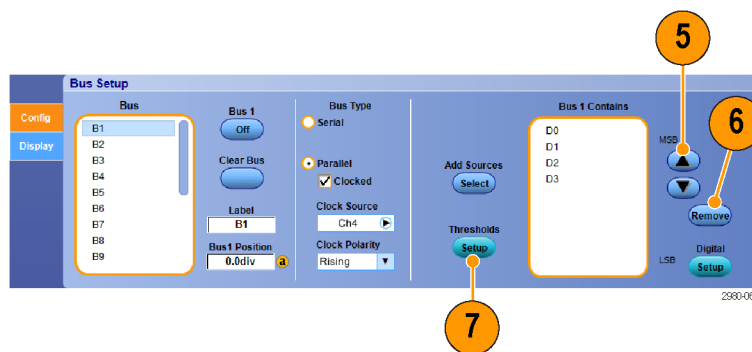 5
Bus Setup
Config
Display
Bus
B1
B2
B3
B4
B5
B6
B7
B8
B9
Bus 1
Off
Clear Bus
Label
B1
Bus1 Position
0.0div
a
Bus Type
Serial
Parallel
Clocked
Clock Source
Ch4
Clock Polarity
Rising
Add Sources
Select
Thresholds
Setup
Bus 1 Contains
D0
D1
D2
D3
MSB
6
Remove
LSB
Digital
Setup
2980-06
7